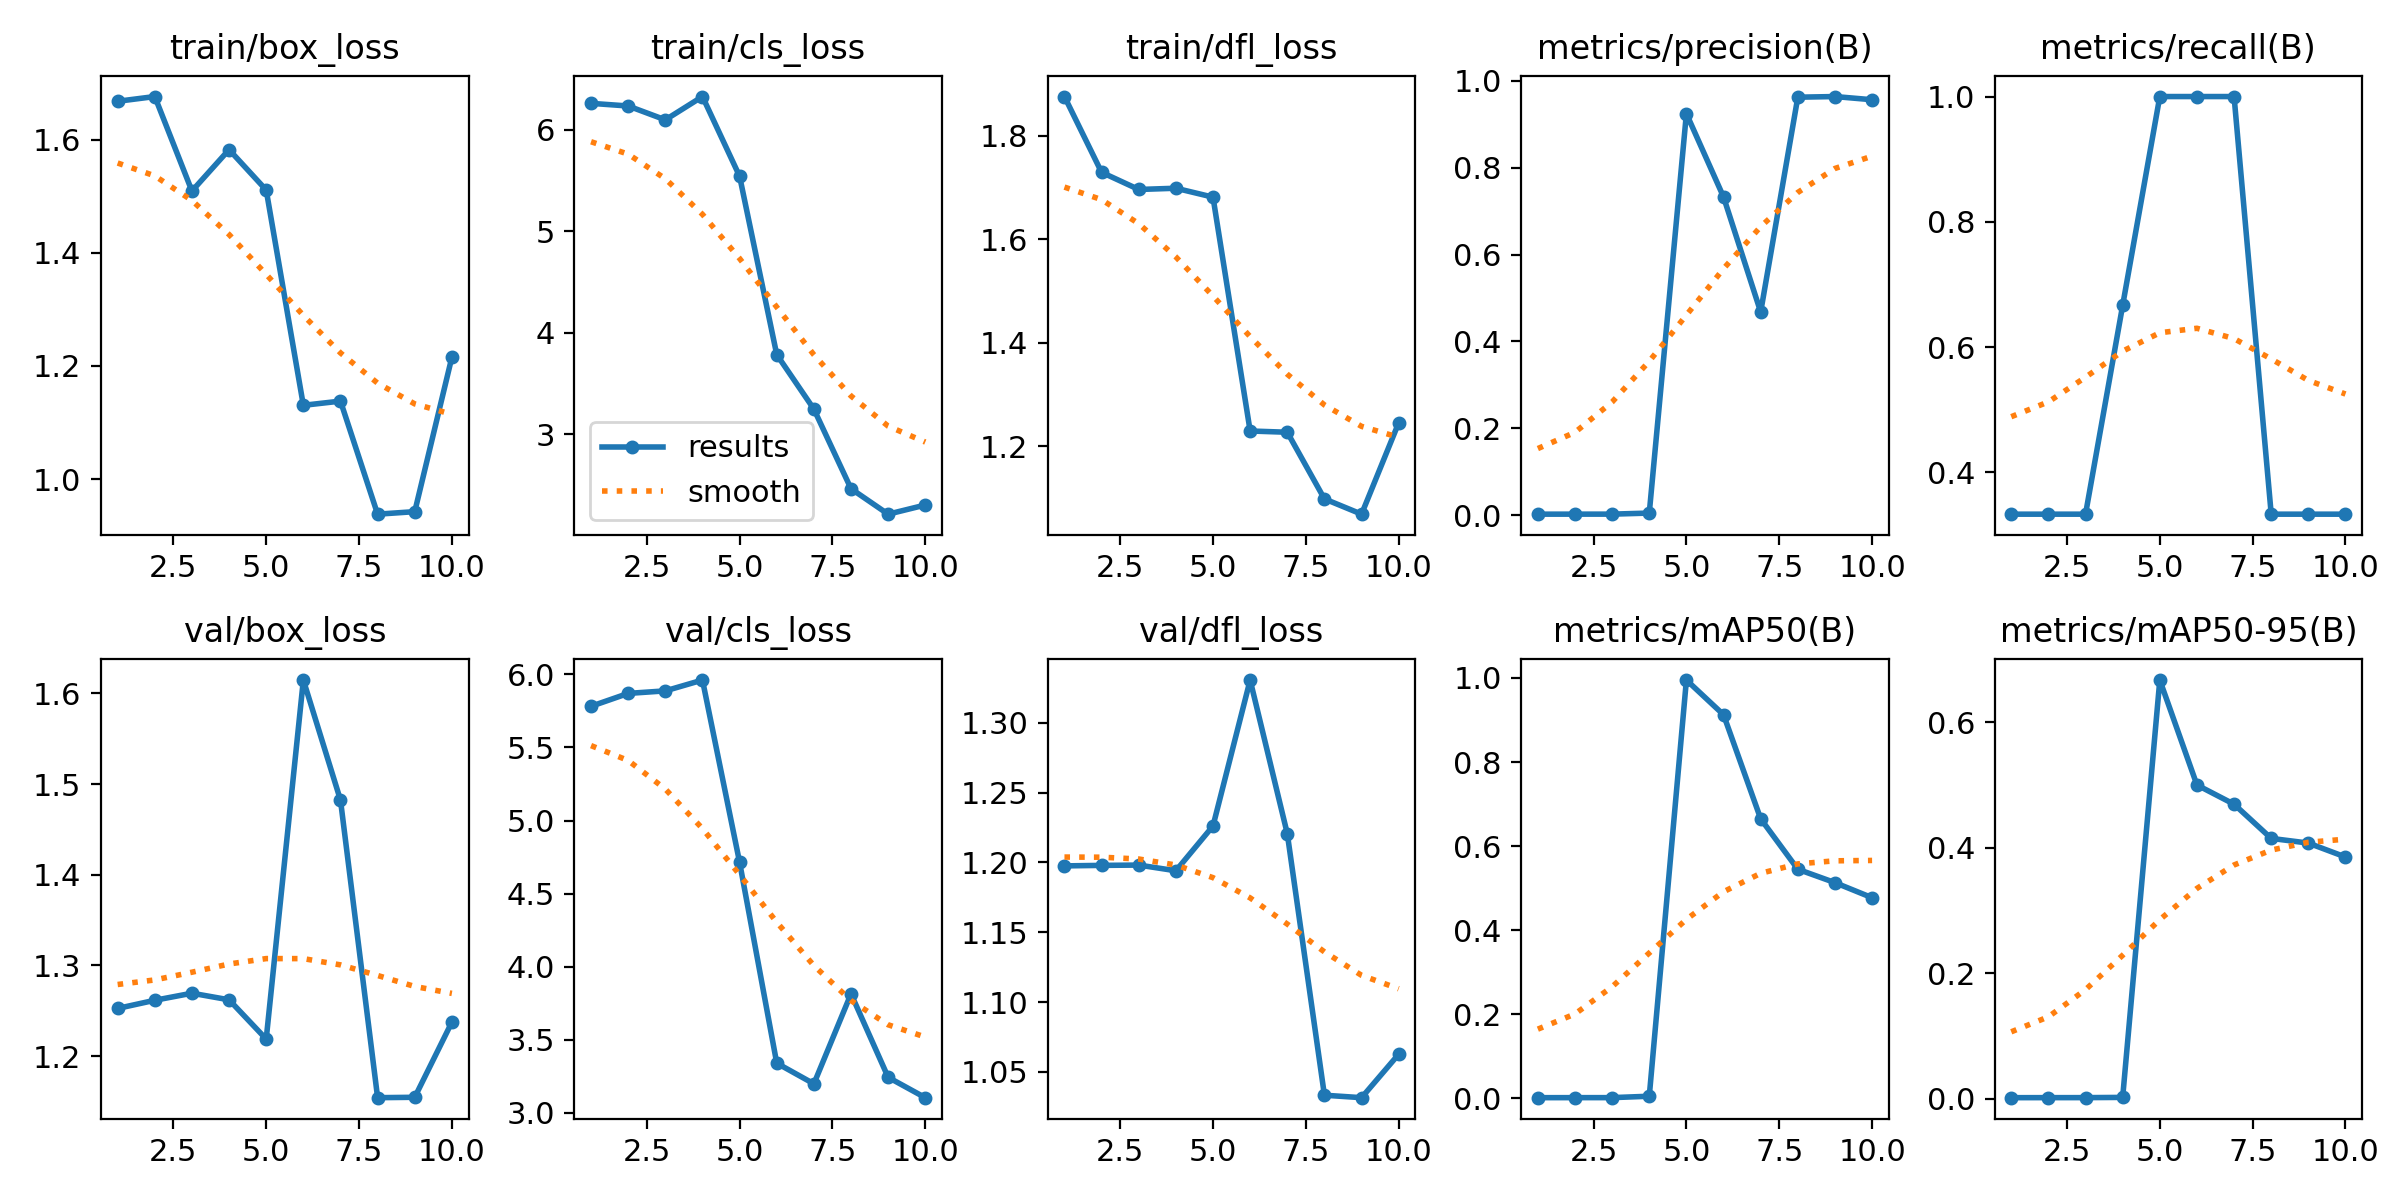 train/box_loss
train/cls_loss
train/dfl_loss
metrics/precision(B)
metrics/recall(B)
1.6
1.4
1.2
1.0
2.5 5.0 7.5 10.0
6
5
4
3
results
smooth
2.5 5.0 7.5 10.0
1.8
1.6
1.4
1.2
2.5 5.0 7.5 10.0
1.0
0.8
0.6
0.4
0.2
0.0
2.5 5.0 7.5 10.0
1.0
0.8
0.6
0.4
2.5 5.0 7.5 10.0
val/box_loss
val/cls_loss
val/dfl_loss
metrics/mAP50(B)
metrics/mAP50-95(B)
1.6
1.5
1.4
1.3
1.2
2.5 5.0 7.5 10.0
6.0
5.5
5.0
4.5
4.0
3.5
3.0
2.5 5.0 7.5 10.0
1.30
1.25
1.20
1.15
1.10
1.05
2.5 5.0 7.5 10.0
1.0
0.8
0.6
0.4
0.2
0.0
2.5 5.0 7.5 10.0
0.6
0.4
0.2
0.0
2.5 5.0 7.5 10.0